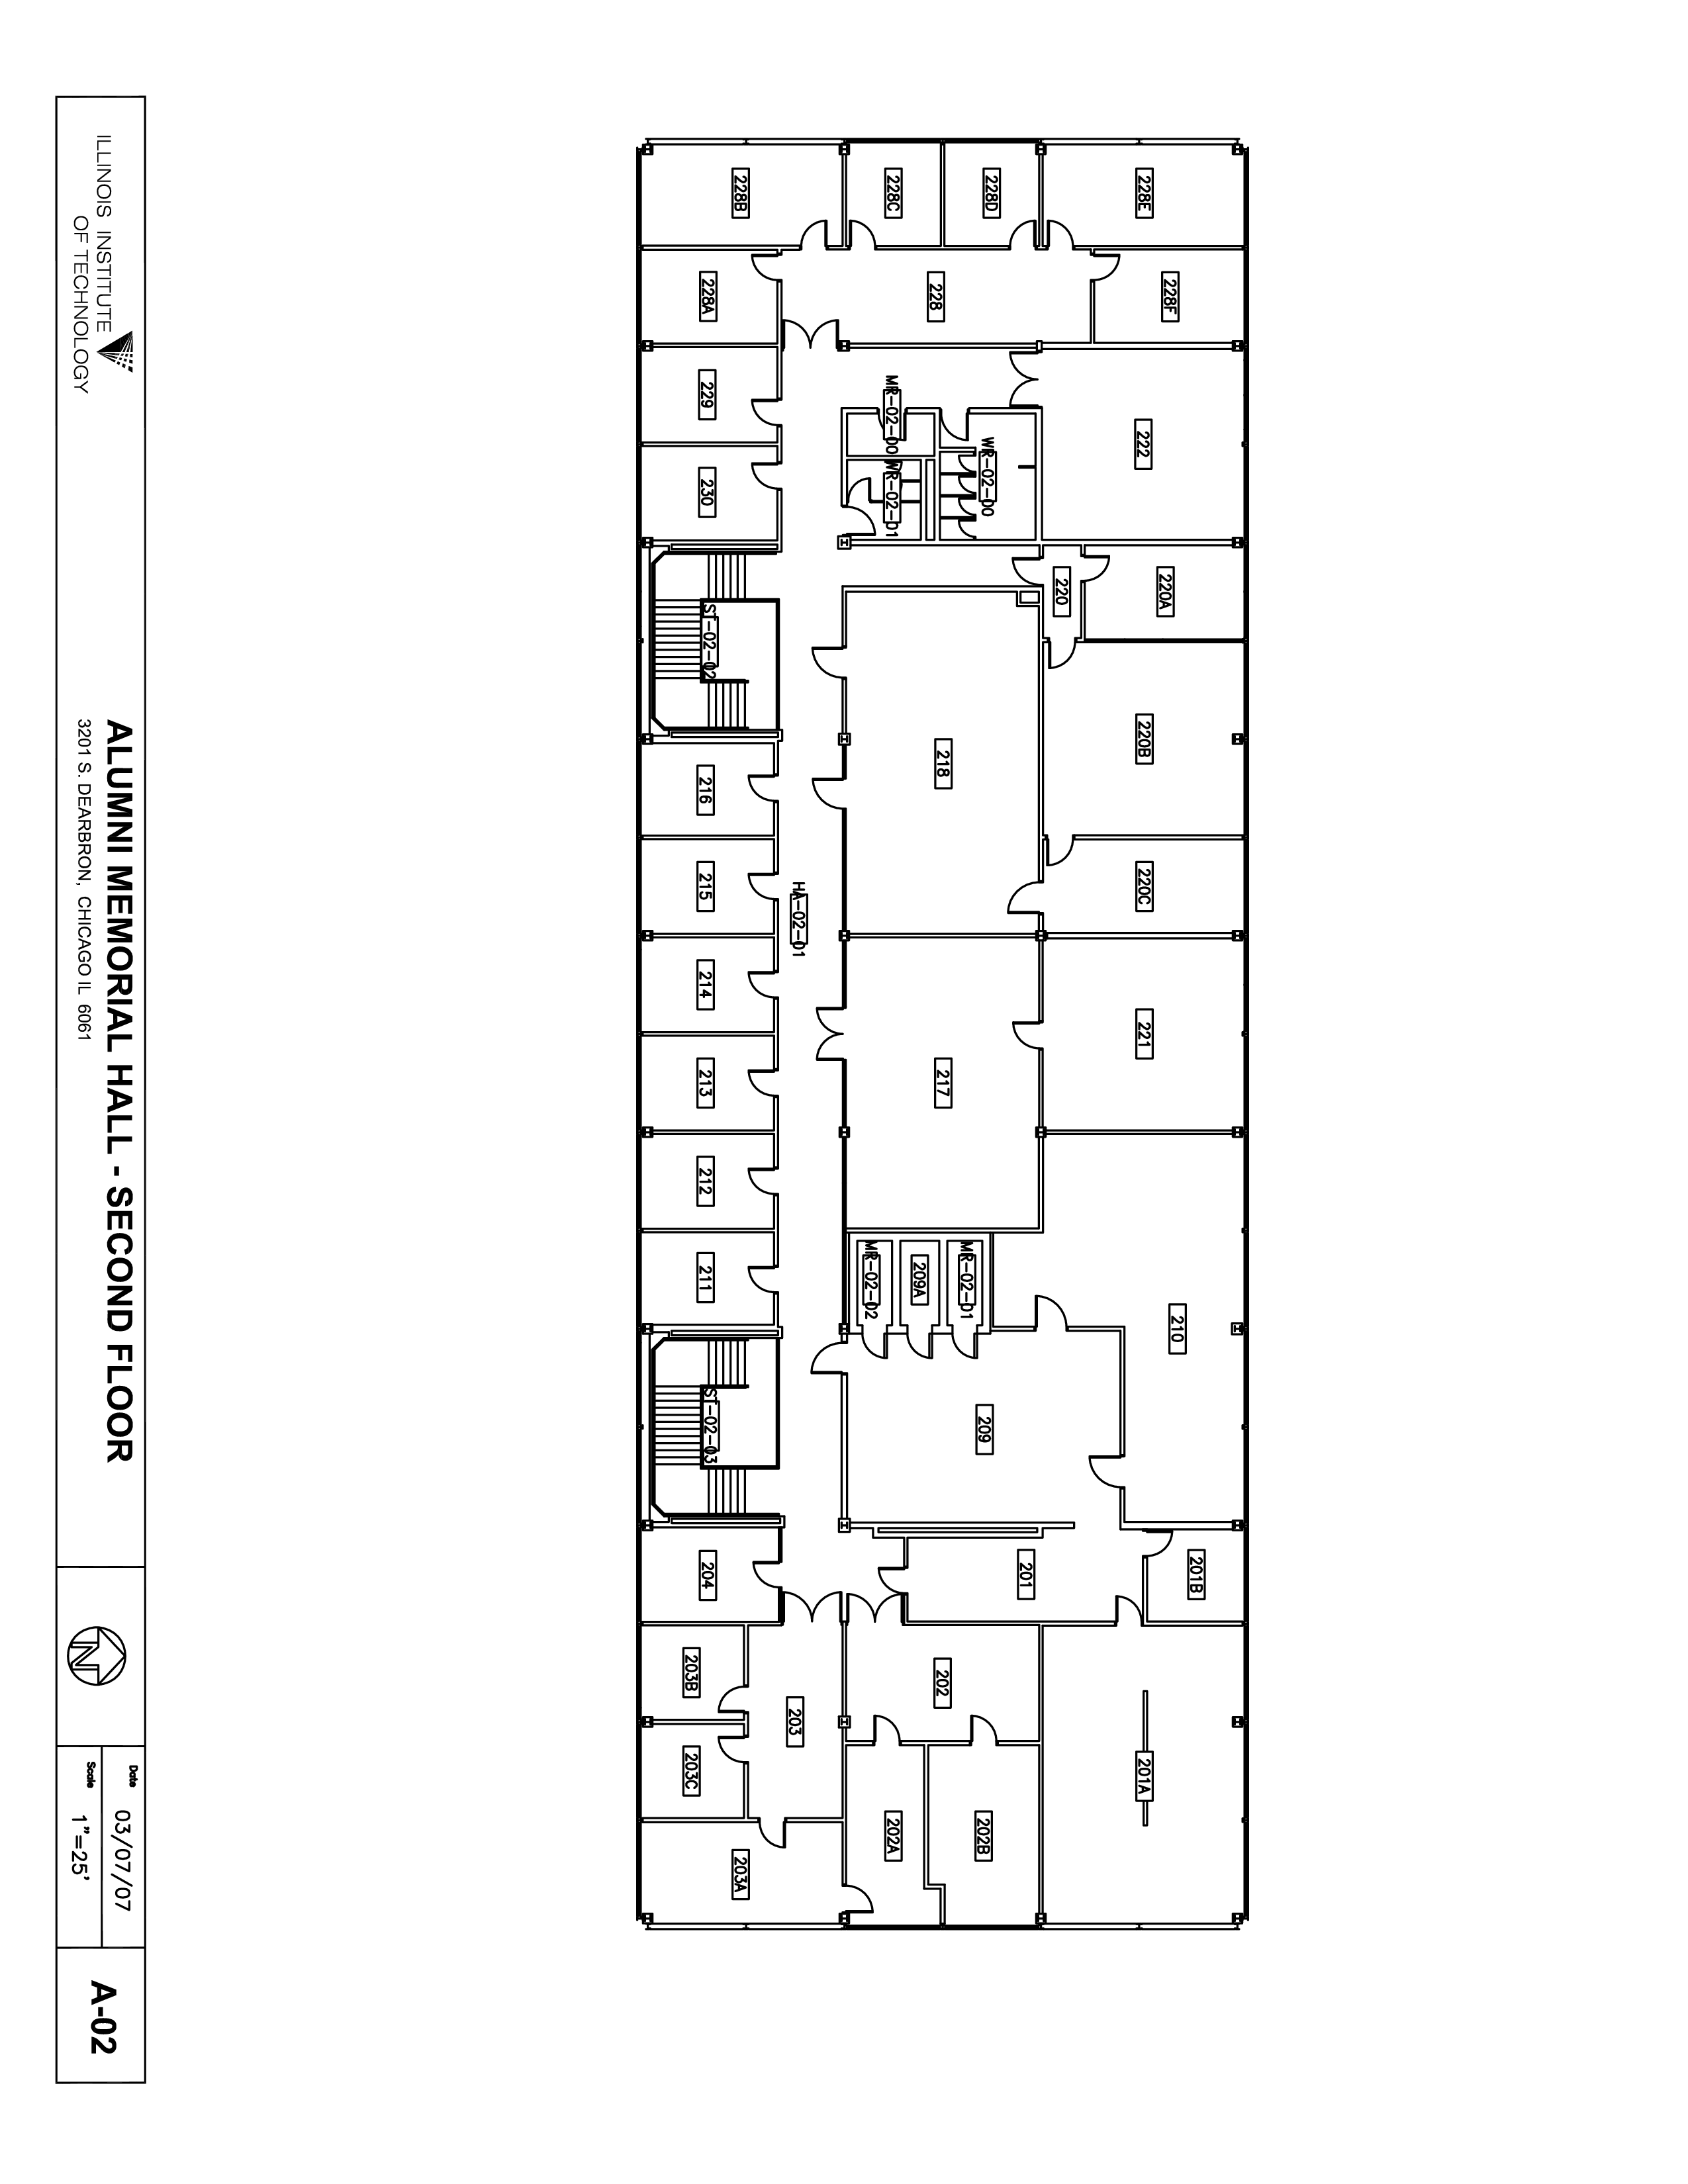 228E
228F
222
220A
220B
220C
221
210
201B
201A
220
228D
228C
228
WR-02-00
MR-02-00
WR-02-01
218
217
MR-02-01
209A
MR-02-02
209
201
202
202B
202A
HA-02-01
203
228B
228A
229
230
ST-02-02
216
215
214
213
212
211
ST-02-03
204
203B
203C
203A
ILLINOIS INSTITUTE
OF TECHNOLOGY
ALUMNI MEMORIAL HALL - SECOND FLOOR
3201 S. DEARBRON, CHICAGO IL 6061
N
Date 03/07/07
Scale 1"=25'
A-02